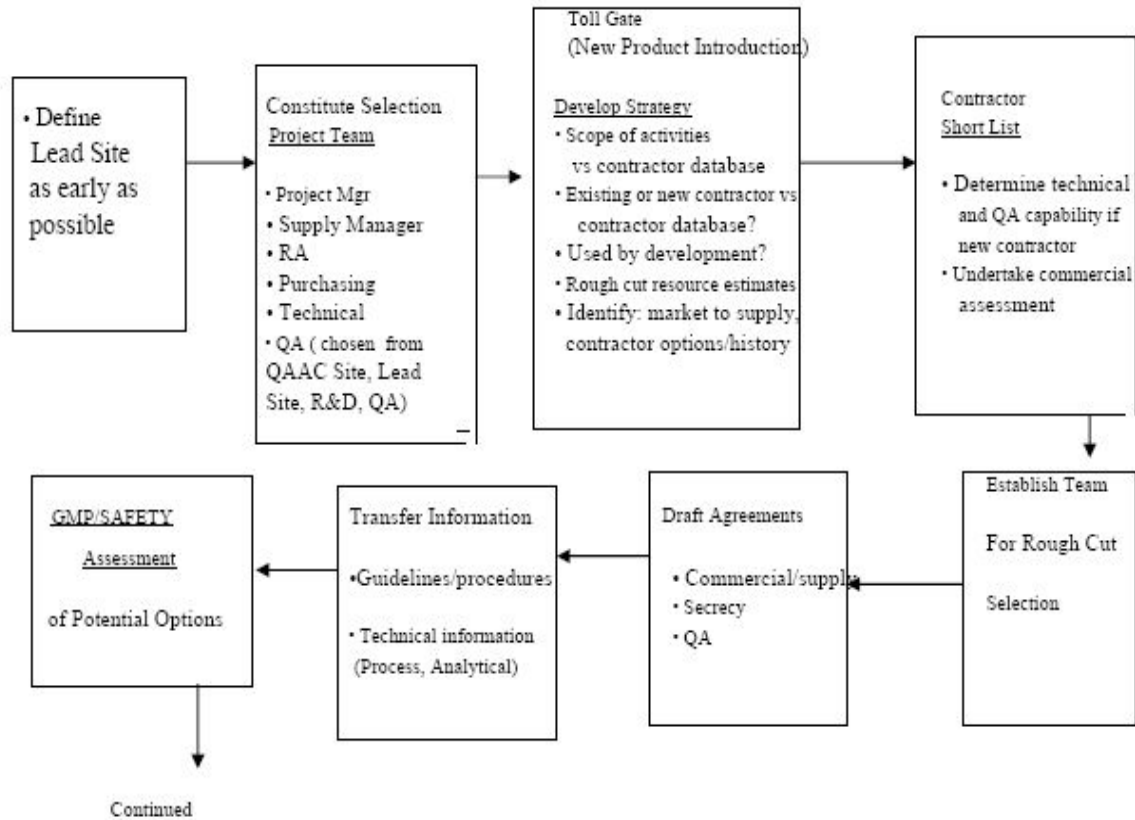 • Define
Lead Site
as early as
possible
Constitute Selection
Project Team
• Project Mgr
• Supply Manager
• RA
• Purchasing
• Technical
• QA ( chosen from
QAAC Site, Lead
Site, R&D, QA)
Toll Gate
(New Product Introduction)
Develop Strategy
• Scope of activities
vs contractor database
• Existing or new contractor vs
contractor database?
• Used by development?
• Rough cut resource estimates
• Identify: market to supply,
contractor options/history
Contractor
Short List
• Determine technical
and QA capability if
new contractor
• Undertake commercial
assessment
Establish Team
For Rough Cut
Selection
Draft Agreements
• Commercial/supply
• Secrecy
• QA
Transfer Information
•Guidelines/procedures
• Technical information
(Process, Analytical)
GMP/SAFETY
Assessment
of Potential Options
Continued